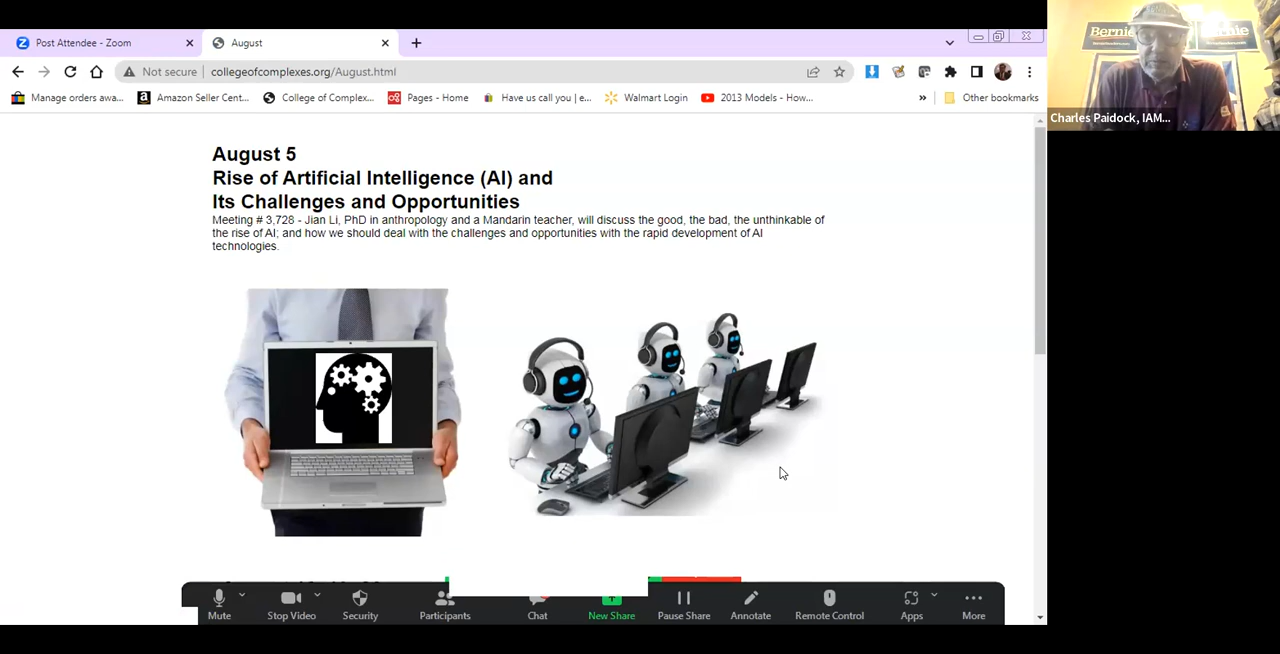 Post Attendee - Zoom
August
Not secure
collegeofcomplexes.org/August.html
Manage orders awa...
Amazon Seller Cent...
College of Complex...
Pages - Home
Have us call you | e...
Walmart Login
2013 Models - How...
»
Other bookmarks
Bernie
Charles Paidock, IAM...
August 5
Rise of Artificial Intelligence (AI) and
Its Challenges and Opportunities
Meeting # 3,728 - Jian Li, PhD in anthropology and a Mandarin teacher, will discuss the good, the bad, the unthinkable of
the rise of AI; and how we should deal with the challenges and opportunities with the rapid development of AI
technologies.
Mute
Stop Video
Security
Participants
Chat
New Share
Pause Share
Annotate
Remote Control
Apps
More